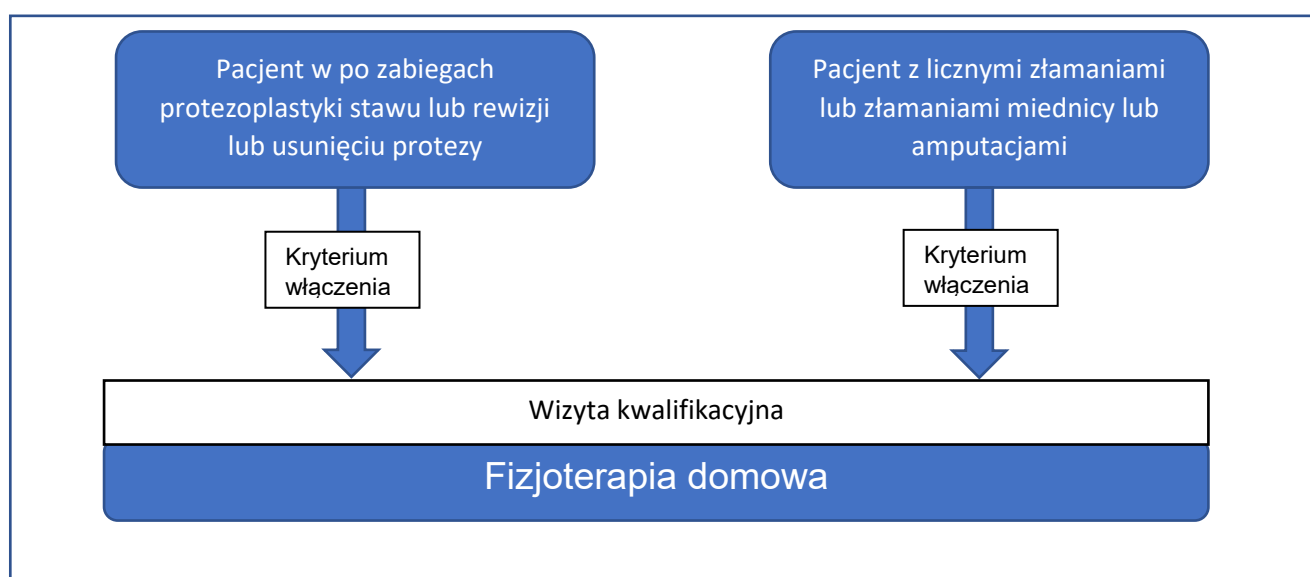 Pacjent w po zabiegach
protezoplastyki stawu lub rewizji
lub usunięciu protezy
Pacjent z licznymi złamaniami
lub złamaniami miednicy lub
amputacjami
Kryterium
włączenia
Kryterium
włączenia
Wizyta kwalifikacyjna
Fizjoterapia domowa